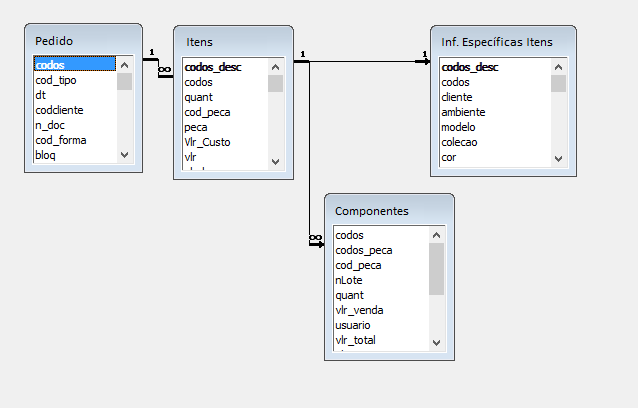 Pedido
codos
cod_tipo
dt
codcliente
n_doc
cod_forma
bloq
1
∞
Itens
codos_desc
codos
quant
cod_peca
peca
Vlr_Custo
vlr
1
1
Inf. Específicas Itens
codos_desc
codos
cliente
ambiente
modelo
colecao
cor
∞
Componentes
codos
codos_peca
cod_peca
nLote
quant
vlr_venda
usuario
vlr_total